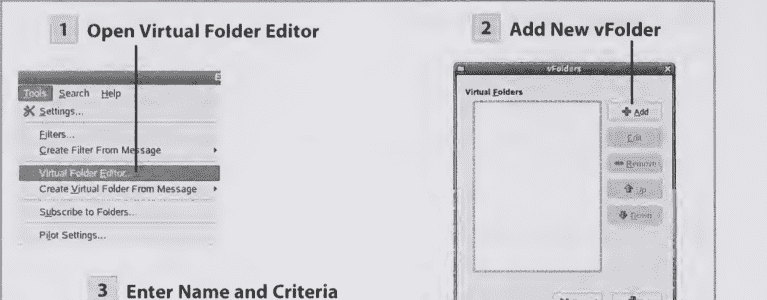 1 Open Virtual Folder Editor
Tools Search Help
Settings...
Filters...
Create Filter From Message
Virtual Folder Editor...
Create Virtual Folder From Message
Subscribe to Folders...
Pilot Settings...
2 Add New vFolder
vFolders
Virtual Folders
Add
Edit
Remove
Up
Down
3 Enter Name and Criteria